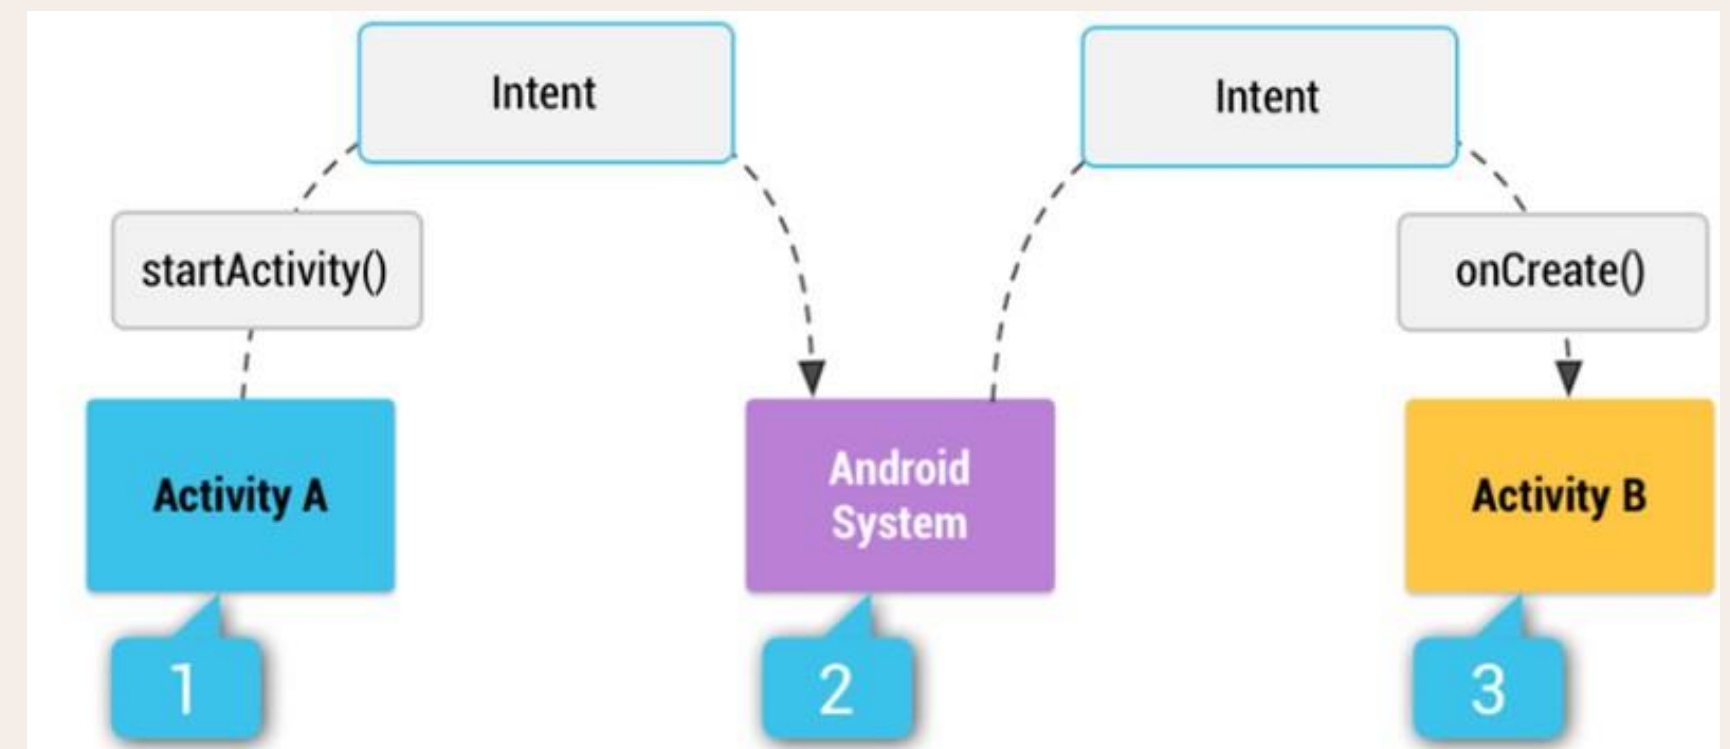 Intent
Intent
startActivity()
onCreate()
Activity A
Android
System
Activity B
1
2
3